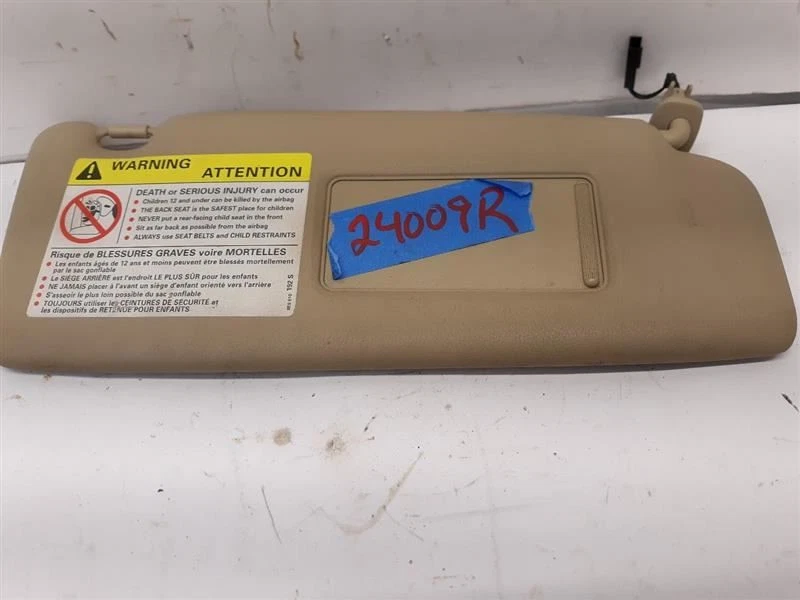 WARNING
ATTENTION
DEATH or SERIOUS INJURY can occur
Children 12 and under can be killed by the airbag
THE BACK SEAT is the SAFEST place for children
NEVER put a rear-facing child seat in the front
Sit as far back as possible from the airbag
ALWAYS use SEAT BELTS and CHILD RESTRAINTS
Risque de BLESSURES GRAVES voire MORTELLES
Les enfants âgés de 12 ans et moins peuvent être blessés mortellement
par le sac gonflable
Le SIÈGE ARRIÈRE est l'endroit LE PLUS SÛR pour les enfants
NE JAMAIS placer à l'avant un siège d'enfant orienté vers l'arrière
S'asseoir le plus loin possible du sac gonflable
TOUJOURS utiliser les CEINTURES DE SÉCURITÉ et
les dispositifs de RETENUE POUR ENFANTS
192 S
24009R